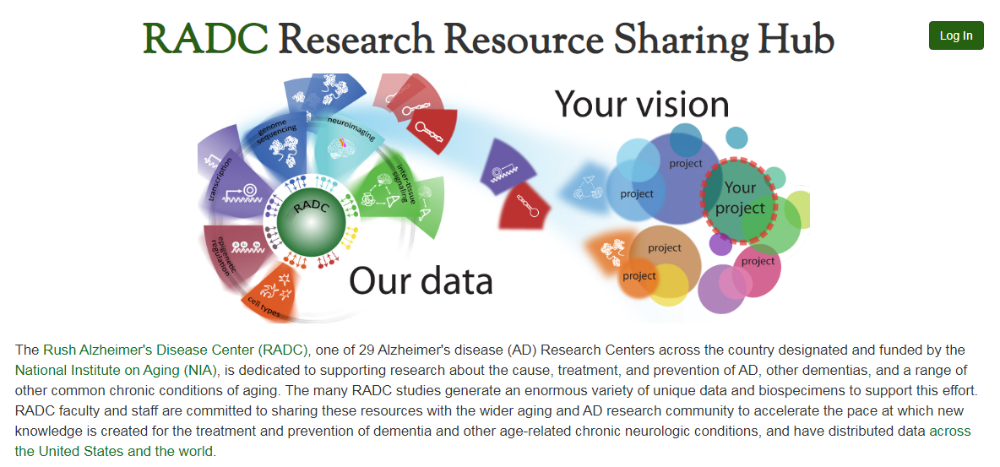 RADC Research Resource Sharing Hub
Log In
Your vision
genome
sequencing
neuroimaging
transcription
inter-tissue
signaling
RADC
epigenetic
regulation
cell types
Our data
project
project
Your
project
project
project
project
The Rush Alzheimer's Disease Center (RADC), one of 29 Alzheimer's disease (AD) Research Centers across the country designated and funded by the
National Institute on Aging (NIA), is dedicated to supporting research about the cause, treatment, and prevention of AD, other dementias, and a range of
other common chronic conditions of aging. The many RADC studies generate an enormous variety of unique data and biospecimens to support this effort.
RADC faculty and staff are committed to sharing these resources with the wider aging and AD research community to accelerate the pace at which new
knowledge is created for the treatment and prevention of dementia and other age-related chronic neurologic conditions, and have distributed data across
the United States and the world.